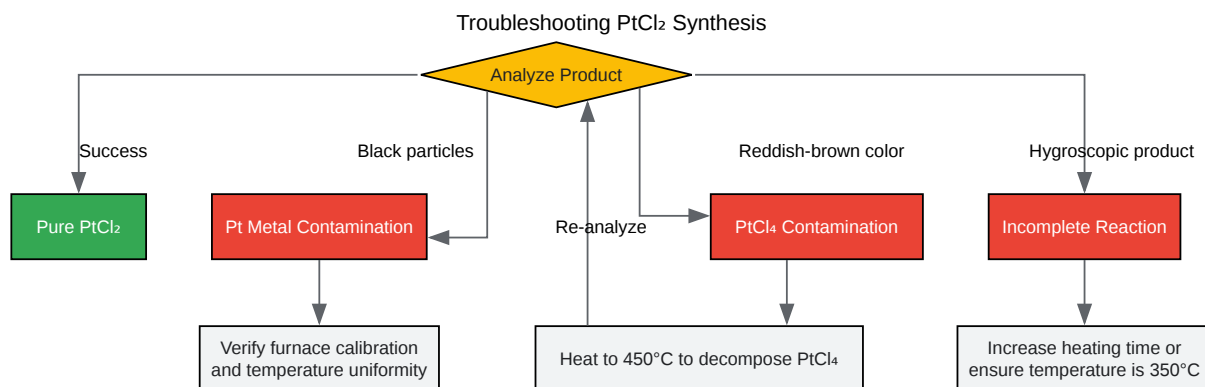 Troubleshooting PtCl₂ Synthesis
Analyze Product
Success
Black particles
Reddish-brown color
Hygroscopic product
Pure PtCl₂
Pt Metal Contamination
Re-analyze
PtCl₄ Contamination
Incomplete Reaction
Verify furnace calibration
and temperature uniformity
Heat to 450°C to decompose PtCl₄
Increase heating time or
ensure temperature is 350°C